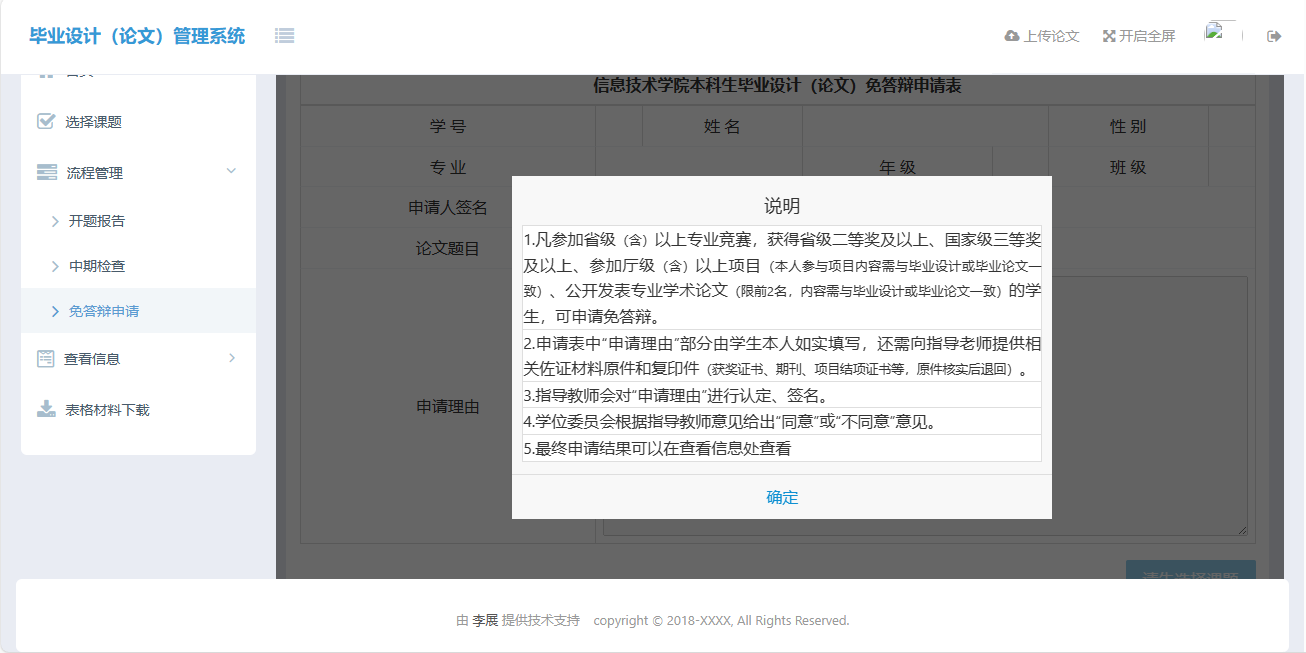 毕业设计（论文）管理系统
上传论文
开启全屏
选择课题
流程管理
开题报告
中期检查
免答辩申请
查看信息
表格材料下载
信息技术学院本科生毕业设计（论文）免答辩申请表
学 号
姓 名
性 别
专 业
年 级
班 级
申请人签名
论文题目
申请理由
说明
1.凡参加省级（含）以上专业竞赛，获得省级二等奖及以上、国家级三等奖
及以上、参加厅级（含）以上项目（本人参与项目内容需与毕业设计或毕业论文一
致）、公开发表专业学术论文（限前2名，内容需与毕业设计或毕业论文一致）的学
生，可申请免答辩。
2.申请表中“申请理由”部分由学生本人如实填写，还需向指导老师提供相
关佐证材料原件和复印件（获奖证书、期刊、项目结项证书等，原件核实后退回）。
3.指导教师会对“申请理由”进行认定、签名。
4.学位委员会根据指导教师意见给出“同意”或“不同意”意见。
5.最终申请结果可以在查看信息处查看
确定
请先选择课题
由 李展 提供技术支持 copyright © 2018-XXXX, All Rights Reserved.